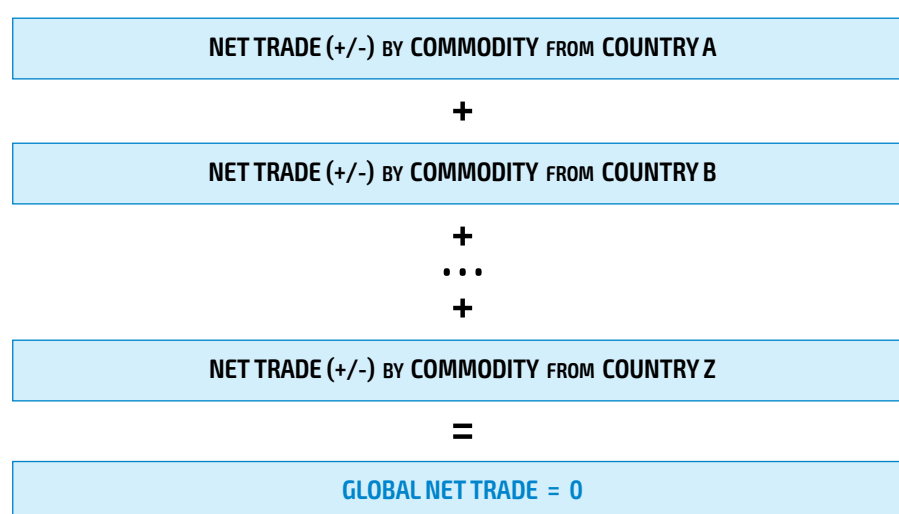 NET TRADE (+/-) BY COMMODITY FROM COUNTRY A
+
NET TRADE (+/-) BY COMMODITY FROM COUNTRY B
+
...
+
NET TRADE (+/-) BY COMMODITY FROM COUNTRY Z
=
GLOBAL NET TRADE = 0